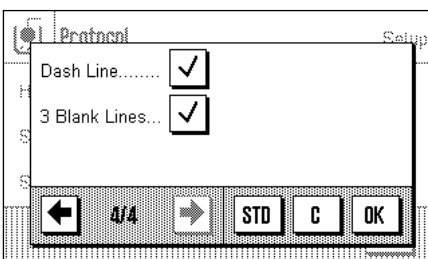 Protocol
Setup
Dash Line........
3 Blank Lines...
4/4
STD
C
OK